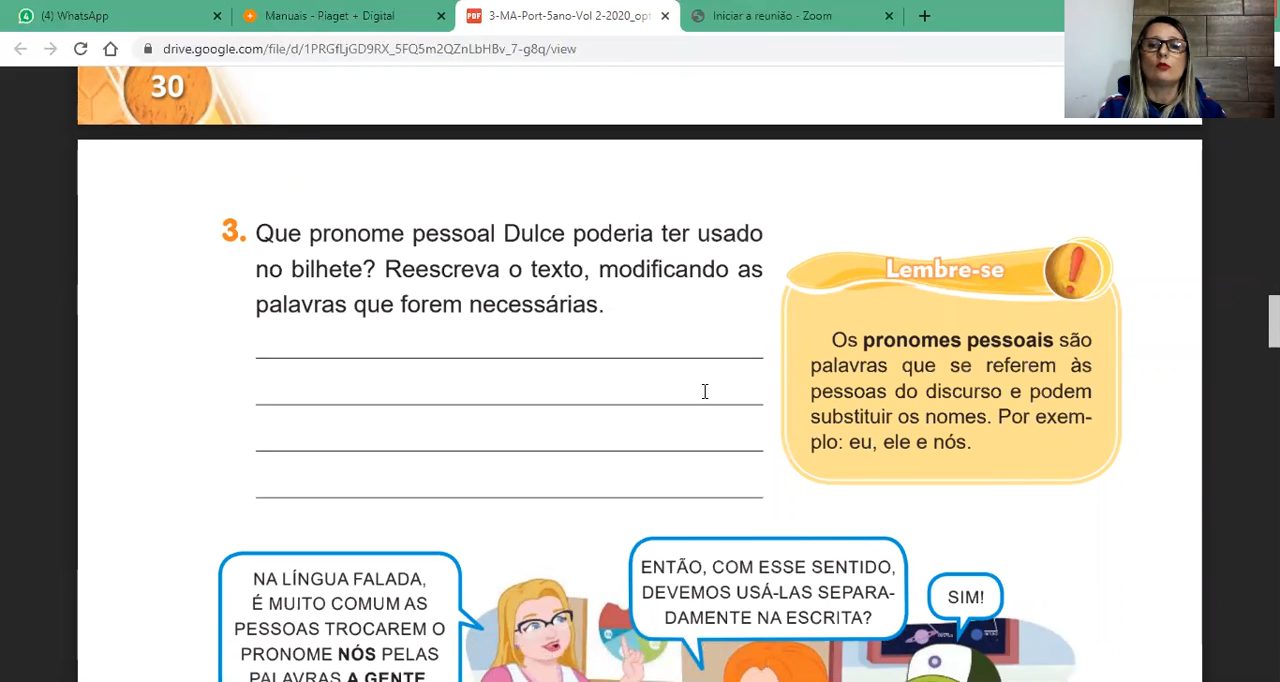 (4) WhatsApp
Manuais - Piaget + Digital
3-MA-Port-5ano-Vol 2-2020_opt
Iniciar a reunião - Zoom
drive.google.com/file/d/1PRGfLjGD9RX_5FQ5m2QZnLbHBv_7-g8q/view
30
3. Que pronome pessoal Dulce poderia ter usado
no bilhete? Reescreva o texto, modificando as
palavras que forem necessárias.
Lembre-se
Os pronomes pessoais são
palavras que se referem às
pessoas do discurso e podem
substituir os nomes. Por exem-
plo: eu, ele e nós.
NA LÍNGUA FALADA,
É MUITO COMUM AS
PESSOAS TROCAREM O
PRONOME NÓS PELAS
PALAVRAS A GENTE
ENTÃO, COM ESSE SENTIDO,
DEVEMOS USÁ-LAS SEPARA-
DAMENTE NA ESCRITA?
SIM!